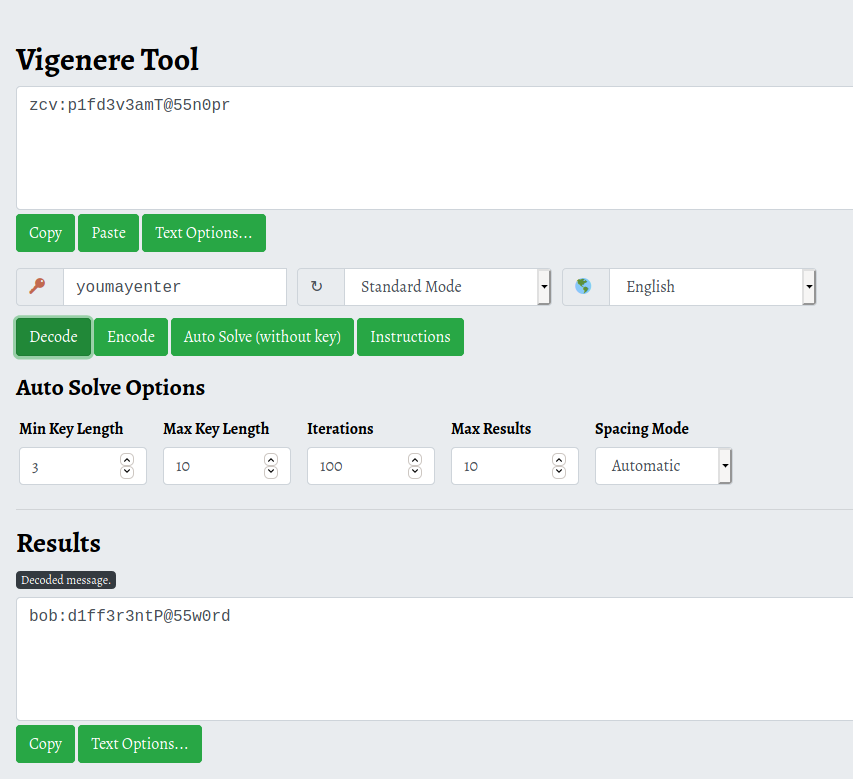 Vigenere Tool
zcv:p1fd3v3amT@55n0pr
Copy Paste Text Options...
youmayenter ↻ Standard Mode English
Decode Encode Auto Solve (without key) Instructions
Auto Solve Options
Min Key Length Max Key Length Iterations Max Results Spacing Mode
3 10 100 10 Automatic
Results
Decoded message.
bob:d1ff3r3ntP@55w0rd
Copy Text Options...